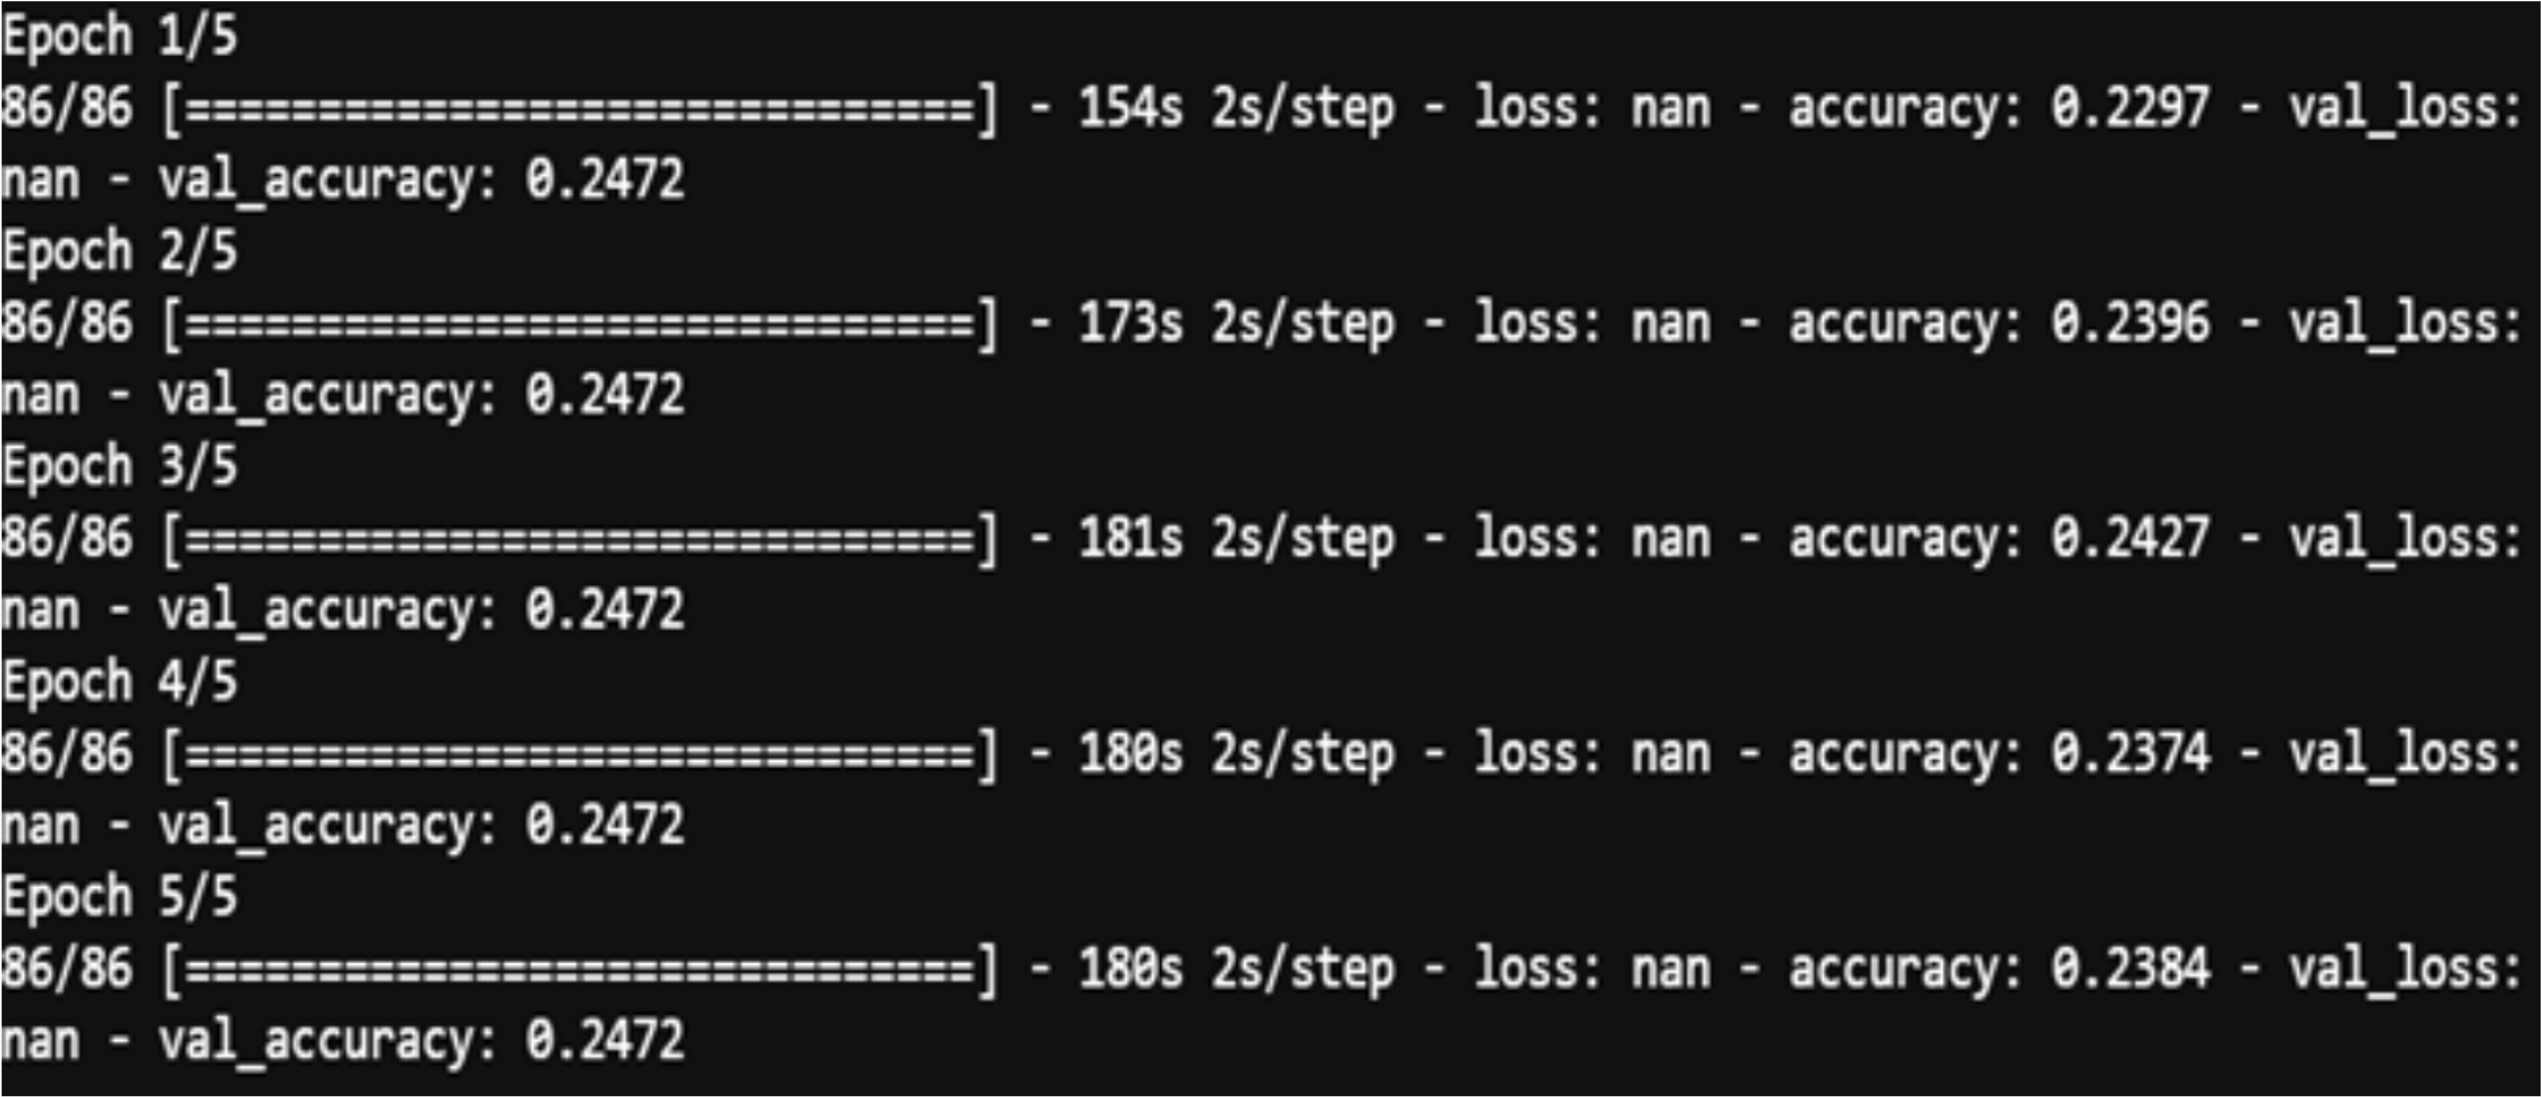 Epoch 1/5
86/86 [==============================] - 154s 2s/step - loss: nan - accuracy: 0.2297 - val_loss:
nan - val_accuracy: 0.2472
Epoch 2/5
86/86 [==============================] - 173s 2s/step - loss: nan - accuracy: 0.2396 - val_loss:
nan - val_accuracy: 0.2472
Epoch 3/5
86/86 [==============================] - 181s 2s/step - loss: nan - accuracy: 0.2427 - val_loss:
nan - val_accuracy: 0.2472
Epoch 4/5
86/86 [==============================] - 180s 2s/step - loss: nan - accuracy: 0.2374 - val_loss:
nan - val_accuracy: 0.2472
Epoch 5/5
86/86 [==============================] - 180s 2s/step - loss: nan - accuracy: 0.2384 - val_loss:
nan - val_accuracy: 0.2472